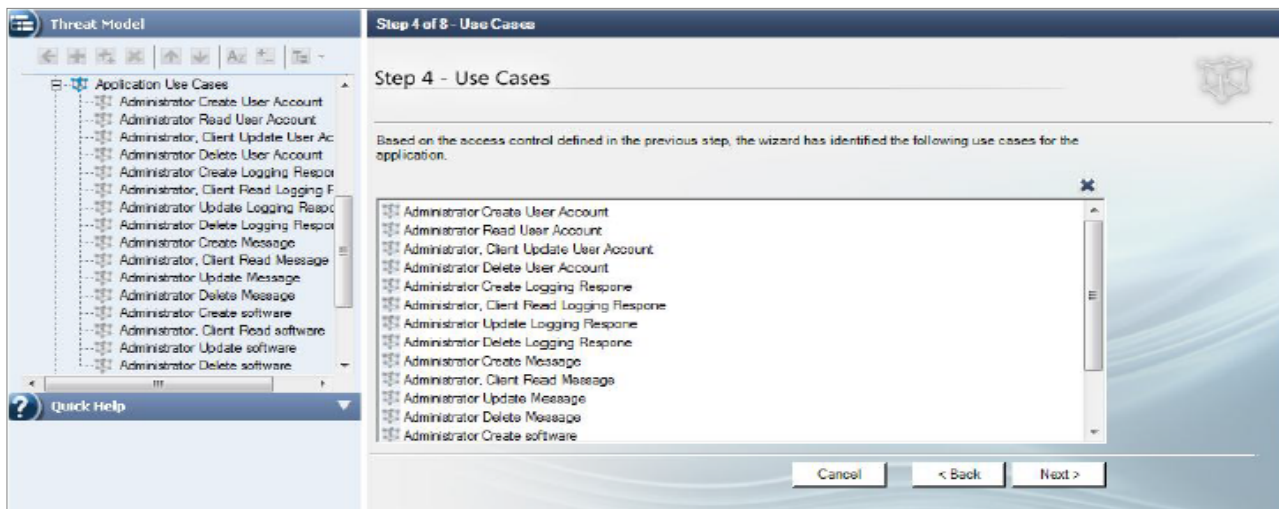 Threat Model
Application Use Cases
Administrator Create User Account
Administrator Read User Account
Administrator, Client Update User Ac
Administrator Delete User Account
Administrator Create Logging Respor
Administrator, Client Read Logging F
Administrator Update Logging Respo
Administrator Delete Logging Respor
Administrator Create Message
Administrator, Client Read Message
Administrator Update Message
Administrator Delete Message
Administrator Create software
Administrator, Client Read software
Administrator Update software
Administrator Delete software
Quick Help
Step 4 of 8 - Use Cases
Step 4 - Use Cases
Based on the access control defined in the previous step, the wizard has identified the following use cases for the
application.
Administrator Create User Account
Administrator Read User Account
Administrator, Client Update User Account
Administrator Delete User Account
Administrator Create Logging Respone
Administrator, Client Read Logging Respone
Administrator Update Logging Respone
Administrator Delete Logging Respone
Administrator Create Message
Administrator, Client Read Message
Administrator Update Message
Administrator Delete Message
Administrator Create software
Cancel
< Back
Next >